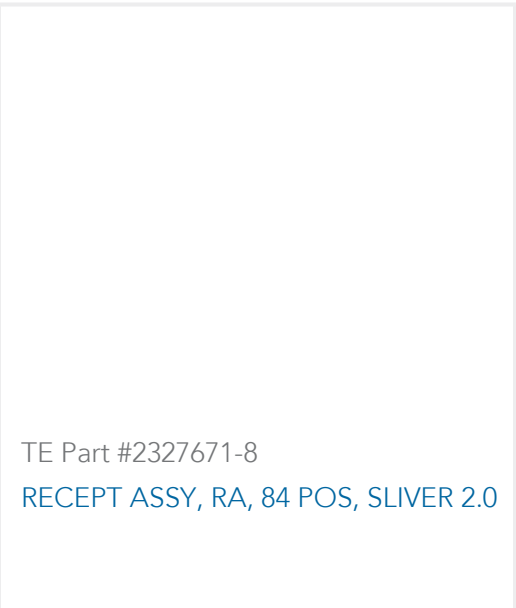 TE Part #2327671-8
RECEPT ASSY, RA, 84 POS, SLIVER 2.0